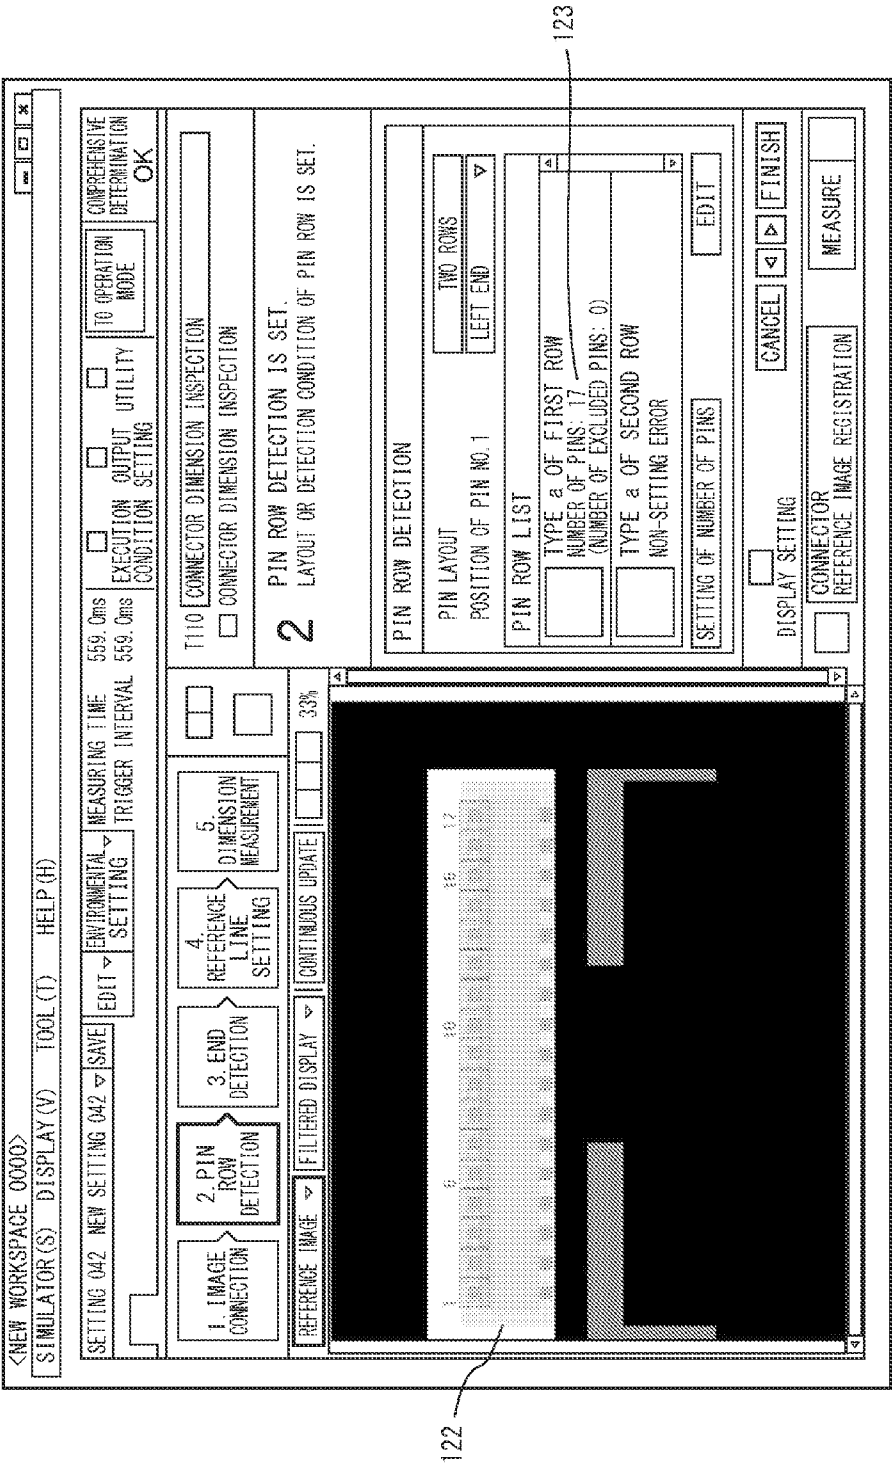 <NEW WORKSPACE 0000>
SIMULATOR(S) DISPLAY(V) TOOL(T) HELP(H)
SETTING 042 NEW SETTING 042 SAVE
EDIT
ENVIRONMENTAL
SETTING
MEASURING TIME 559.0ms
TRIGGER INTERVAL 559.0ms
EXECUTION
CONDITION
OUTPUT
SETTING
UTILITY
TO OPERATION
MODE
COMPREHENSIVE
DETERMINATION
OK
1. IMAGE
CONNECTION
2. PIN
ROW
DETECTION
3. END
DETECTION
4.
REFERENCE
LINE
SETTING
5.
DIMENSION
MEASUREMENT
REFERENCE IMAGE
FILTERED DISPLAY
CONTINUOUS UPDATE
33%
1 6 10 16 17
122
T110 CONNECTOR DIMENSION INSPECTION
CONNECTOR DIMENSION INSPECTION
2
PIN ROW DETECTION IS SET.
LAYOUT OR DETECTION CONDITION OF PIN ROW IS SET.
PIN ROW DETECTION
PIN LAYOUT TWO ROWS
POSITION OF PIN NO.1 LEFT END
PIN ROW LIST
TYPE a OF FIRST ROW
NUMBER OF PINS: 17
(NUMBER OF EXCLUDED PINS: 0)
TYPE a OF SECOND ROW
NON-SETTING ERROR
SETTING OF NUMBER OF PINS
EDIT
123
DISPLAY SETTING
CANCEL
FINISH
CONNECTOR
REFERENCE IMAGE REGISTRATION
MEASURE